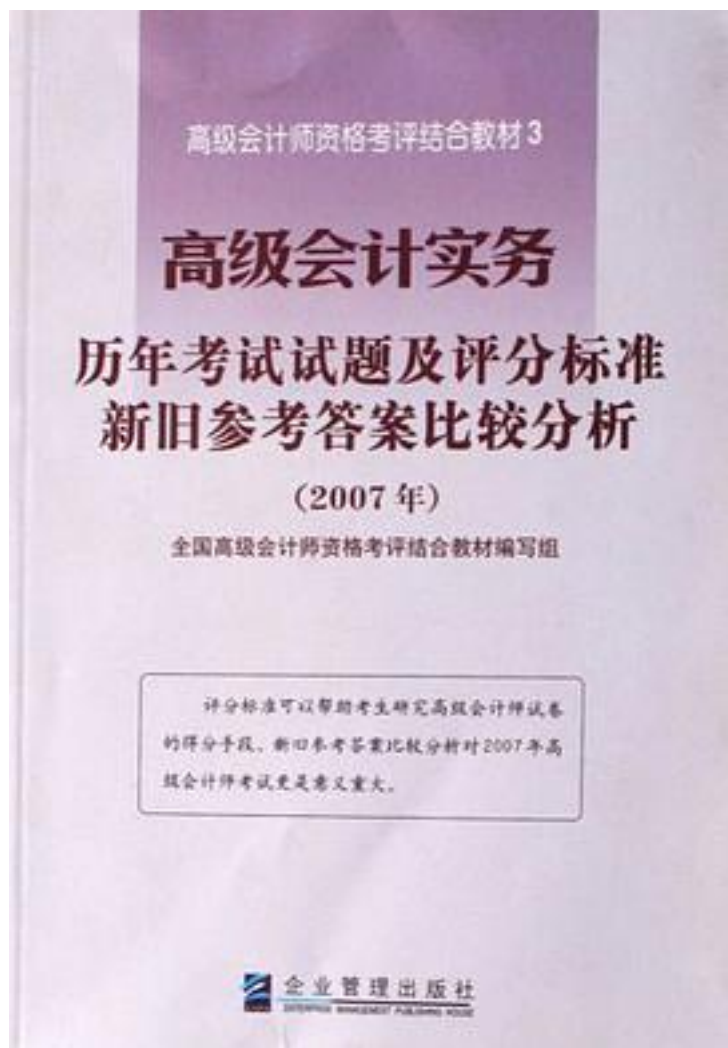 高级会计师资格考评结合教材3
高级会计实务
历年考试试题及评分标准
新旧参考答案比较分析
(2007年)
全国高级会计师资格考评结合教材编写组
评分标准可以帮助考生研究高级会计师试卷
的得分手段、新旧参考答案比较分析对2007年高
级会计师考试更是意义重大。
企业管理出版社
ENTERPRISE MANAGEMENT PUBLISHING HOUSE